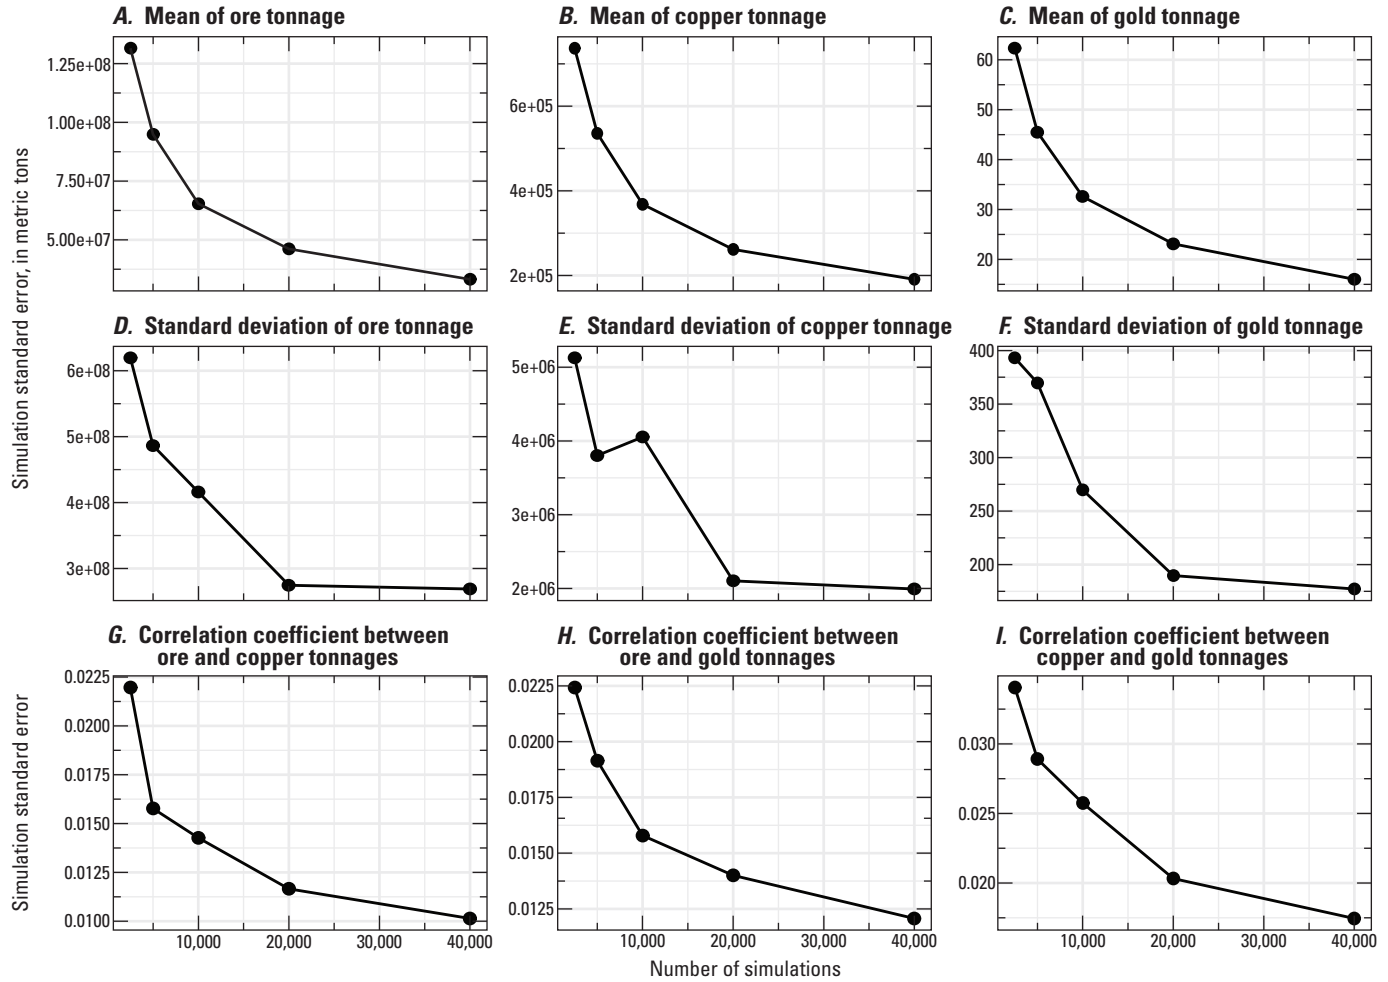 A. Mean of ore tonnage
B. Mean of copper tonnage
C. Mean of gold tonnage
1.25e+08
1.00e+08
7.50+07
5.00e+07
6e+05
4e+05
2e+05
60
50
40
30
20
Simulation standard error, in metric tons
D. Standard deviation of ore tonnage
E. Standard deviation of copper tonnage
F. Standard deviation of gold tonnage
6e+08
5e+08
4e+08
3e+08
5e+06
4e+06
3e+06
2e+06
400
350
300
250
200
G. Correlation coefficient between
ore and copper tonnages
H. Correlation coefficient between
ore and gold tonnages
I. Correlation coefficient between
copper and gold tonnages
Simulation standard error
0.0225
0.0200
0.0175
0.0150
0.0125
0.0100
0.0225
0.0200
0.0175
0.0150
0.0125
0.030
0.025
0.020
10,000 20,000 30,000 40,000
10,000 20,000 30,000 40,000
10,000 20,000 30,000 40,000
Number of simulations